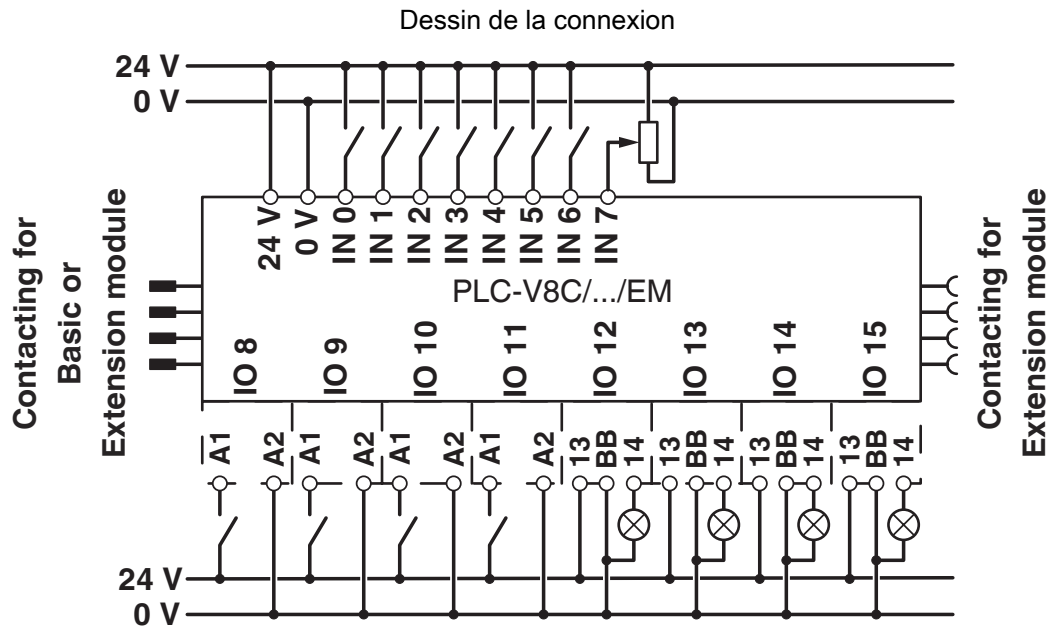 Dessin de la connexion
24 V
0 V
24 V
0 V
IN 0
IN 1
IN 2
IN 3
IN 4
IN 5
IN 6
IN 7
Contacting for
Basic or
Extension module
PLC-V8C/.../EM
Contacting for
Extension module
IO 8
IO 9
IO 10
IO 11
IO 12
IO 13
IO 14
IO 15
A1
A2
A1
A2
A1
A2
A1
A2
13
BB
14
13
BB
14
13
BB
14
13
BB
14
24 V
0 V